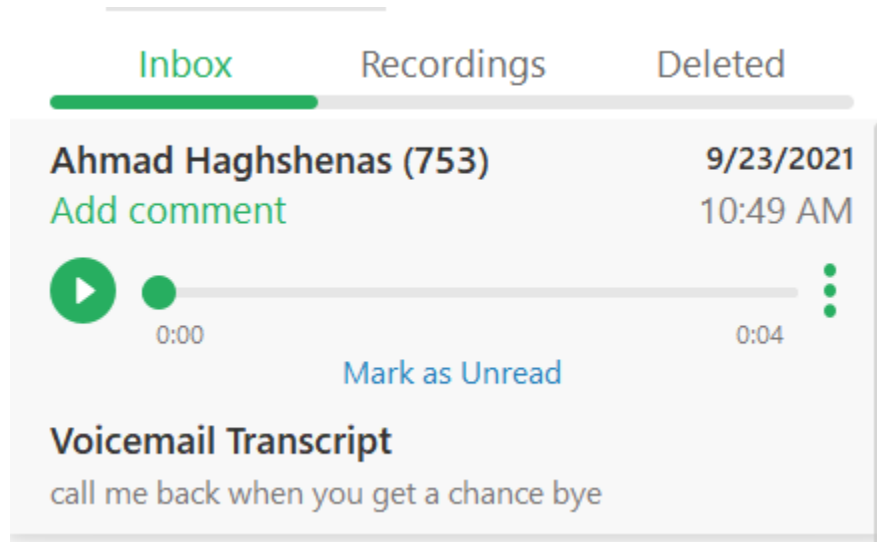 Inbox Recordings Deleted
Ahmad Haghshenas (753) 9/23/2021
Add comment 10:49 AM
0:00 0:04
Mark as Unread
Voicemail Transcript
call me back when you get a chance bye